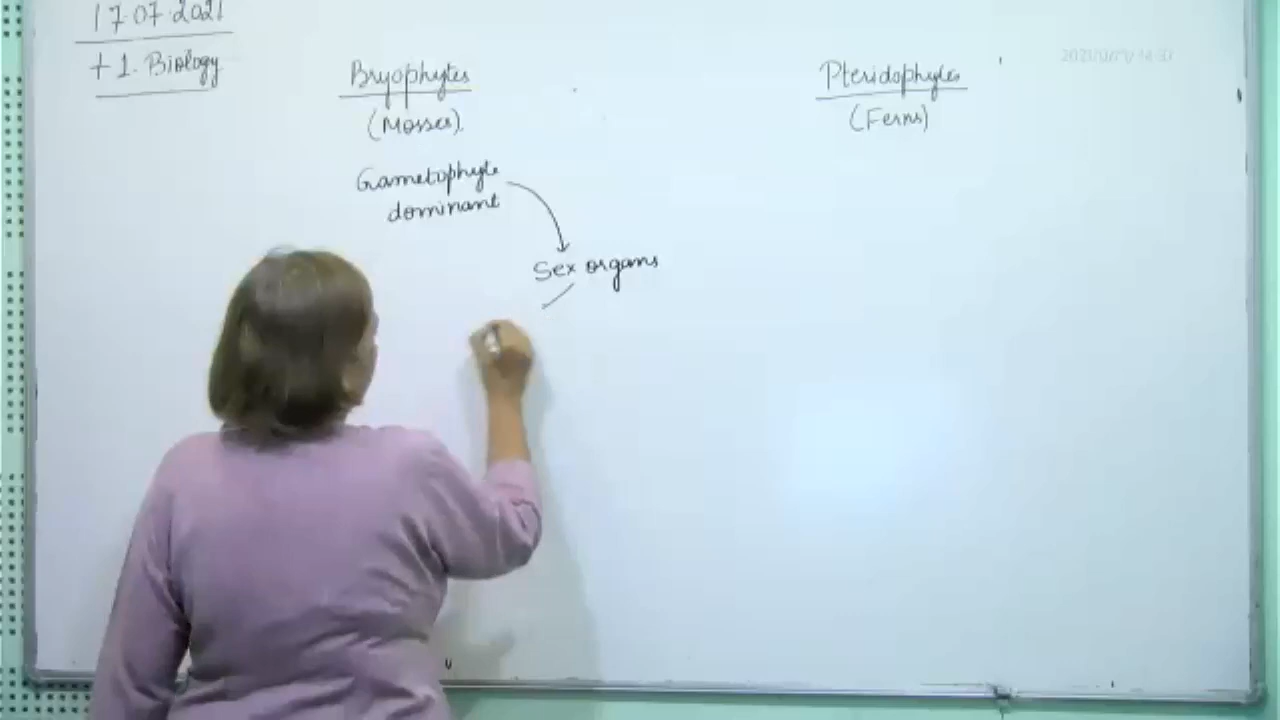 17.07.2021
+1. Biology
Bryophytes
(Mosses).
Gametophyte
dominant
Sex organs
Pteridophytes
(Ferns)